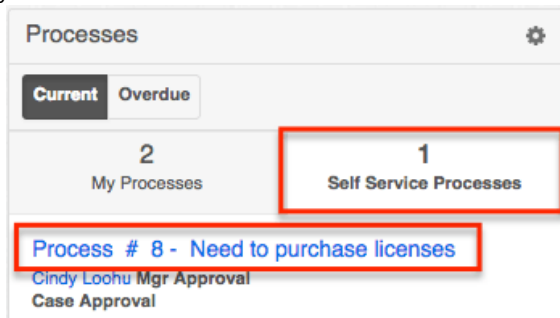 Processes
Current Overdue
2 1
My Processes Self Service Processes
Process # 8 - Need to purchase licenses
Cindy Loohu Mgr Approval
Case Approval